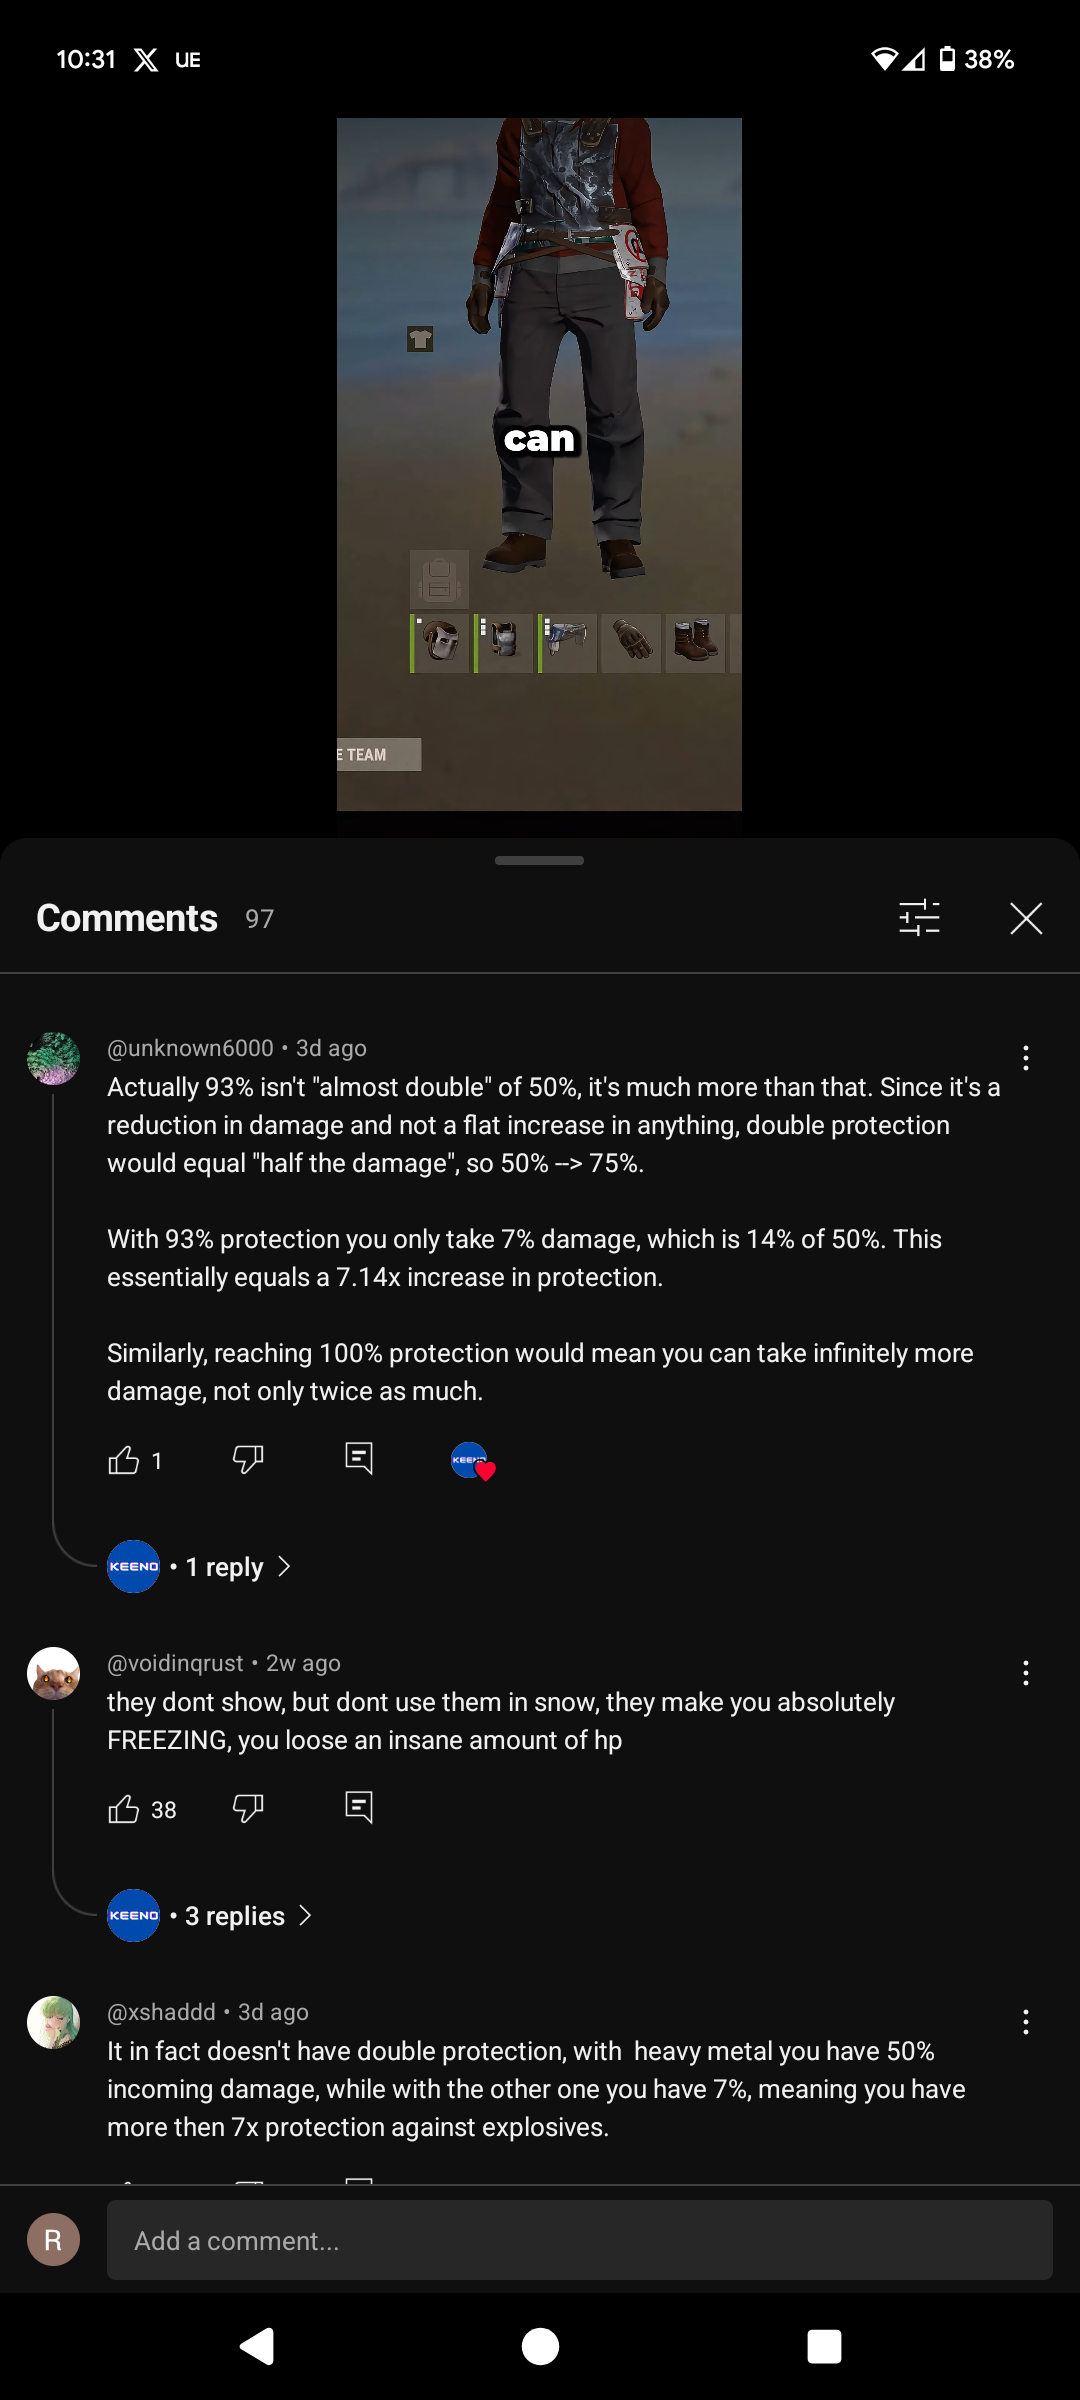 10:31 UE 38%
can
E TEAM
Comments 97
@unknown6000 • 3d ago
Actually 93% isn't "almost double" of 50%, it's much more than that. Since it's a
reduction in damage and not a flat increase in anything, double protection
would equal "half the damage", so 50% --> 75%.
With 93% protection you only take 7% damage, which is 14% of 50%. This
essentially equals a 7.14x increase in protection.
Similarly, reaching 100% protection would mean you can take infinitely more
damage, not only twice as much.
1
KEENO
KEENO • 1 reply
@voidinqrust • 2w ago
they dont show, but dont use them in snow, they make you absolutely
FREEZING, you loose an insane amount of hp
38
KEENO • 3 replies
@xshaddd • 3d ago
It in fact doesn't have double protection, with  heavy metal you have 50%
incoming damage, while with the other one you have 7%, meaning you have
more then 7x protection against explosives.
R Add a comment...